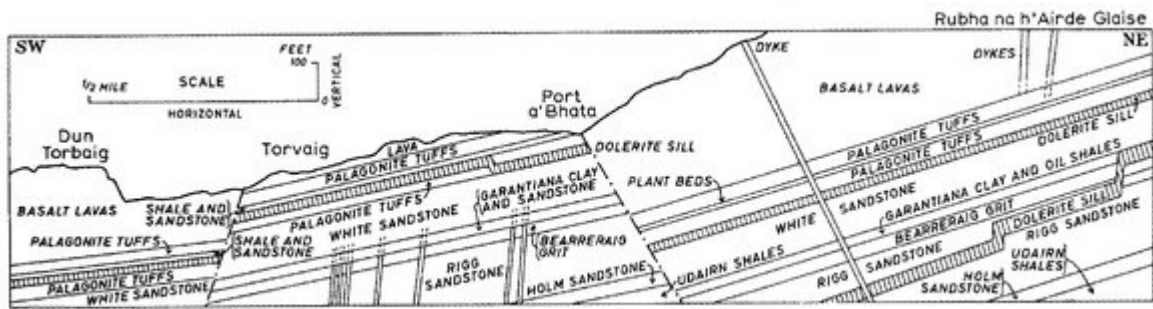 Rubha na h'Airde Glaise
SW
NE
FEET
100
VERTICAL
0
SCALE
1/2 MILE
HORIZONTAL
DYKE
DYKES
Port
a'Bhata
BASALT LAVAS
Dun
Torbaig
Torvaig
LAVA
PALAGONITE TUFFS
DOLERITE SILL
PALAGONITE TUFFS
PALAGONITE TUFFS
DOLERITE SILL
GARANTIANA CLAY
AND SANDSTONE
PLANT BEDS
SANDSTONE
GARANTIANA CLAY AND OIL SHALES
BASALT LAVAS
SHALE AND
SANDSTONE
PALAGONITE TUFFS
WHITE SANDSTONE
WHITE
BEARRERAIG GRIT
DOLERITE SILL
RIGG
SANDSTONE
PALAGONITE TUFFS
SHALE AND
SANDSTONE
BEARRERAIG
GRIT
RIGG
SANDSTONE
UDAIRN SHALES
UDAIRN
SHALES
PALAGONITE TUFFS
WHITE SANDSTONE
HOLM SANDSTONE
RIGG
SANDSTONE
HOLM
SANDSTONE